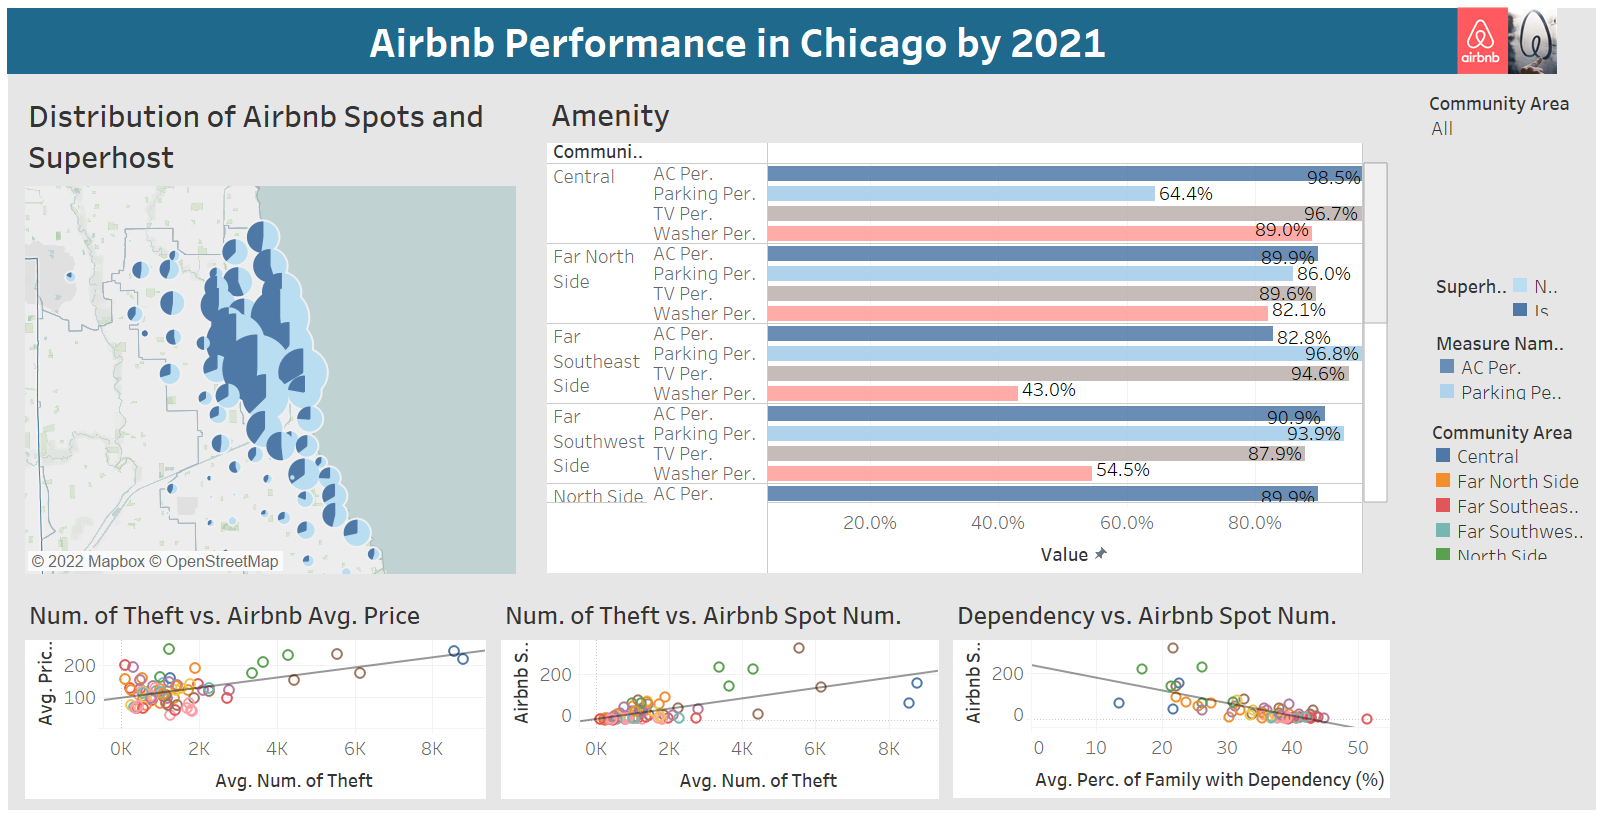 Airbnb Performance in Chicago by 2021
airbnb
Distribution of Airbnb Spots and
Superhost
© 2022 Mapbox © OpenStreetMap
Amenity
Communi..
Central
AC Per.
98.5%
Parking Per.
64.4%
TV Per.
96.7%
Washer Per.
89.0%
Far North
Side
AC Per.
89.9%
Parking Per.
86.0%
TV Per.
89.6%
Washer Per.
82.1%
Far
Southeast
Side
AC Per.
82.8%
Parking Per.
96.8%
TV Per.
94.6%
Washer Per.
43.0%
Far
Southwest
Side
AC Per.
90.9%
Parking Per.
93.9%
TV Per.
87.9%
Washer Per.
54.5%
North Side
AC Per.
89.9%
20.0% 40.0% 60.0% 80.0%
Value
Community Area
All
Superh..
N..
Is
Measure Nam..
AC Per.
Parking Pe..
Community Area
Central
Far North Side
Far Southeas..
Far Southwes..
North Side
Num. of Theft vs. Airbnb Avg. Price
Avg. Pric..
200
100
0K 2K 4K 6K 8K
Avg. Num. of Theft
Num. of Theft vs. Airbnb Spot Num.
Airbnb S..
200
0
0K 2K 4K 6K 8K
Avg. Num. of Theft
Dependency vs. Airbnb Spot Num.
Airbnb S..
200
0
0 10 20 30 40 50
Avg. Perc. of Family with Dependency (%)